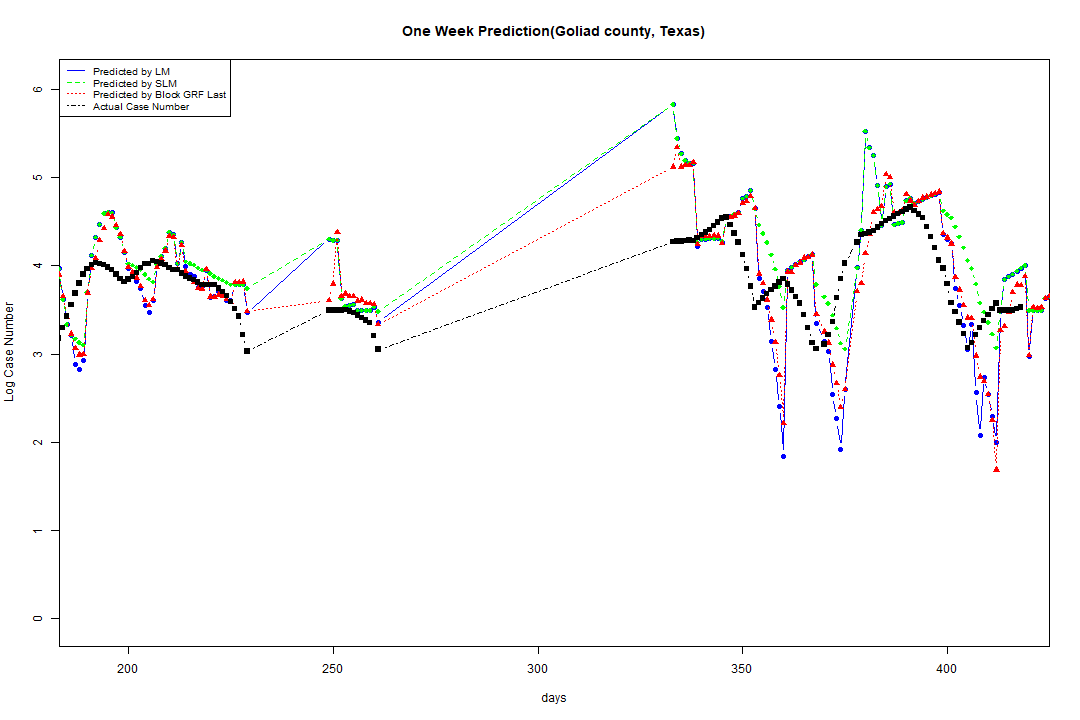 One Week Prediction(Goliad county, Texas)
Predicted by LM
Predicted by SLM
Predicted by Block GRF Last
Actual Case Number
Log Case Number
6
5
4
3
2
1
0
200 250 300 350 400
days